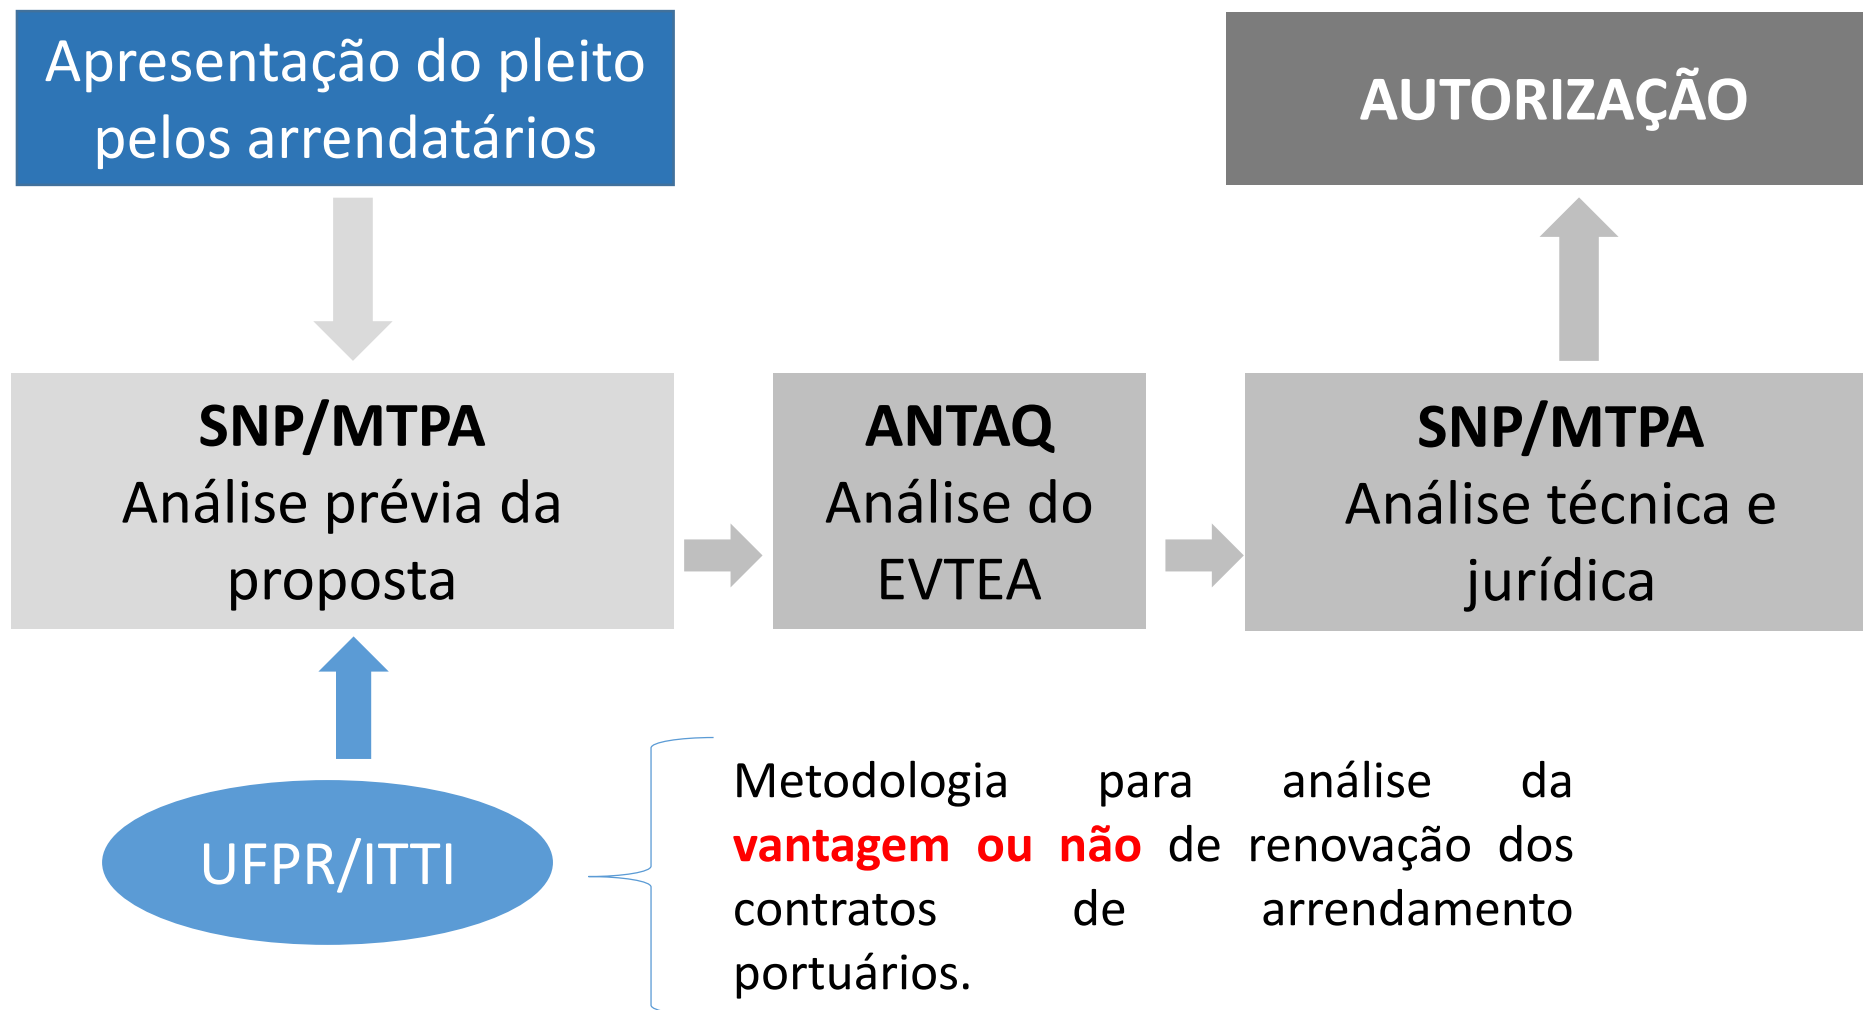 Apresentação do pleito
pelos arrendatários
AUTORIZAÇÃO
SNP/MTPA
Análise prévia da
proposta
ANTAQ
Análise do
EVTEA
SNP/MTPA
Análise técnica e
jurídica
UFPR/ITTI
Metodologia para análise da
vantagem ou não de renovação dos
contratos de arrendamento
portuários.